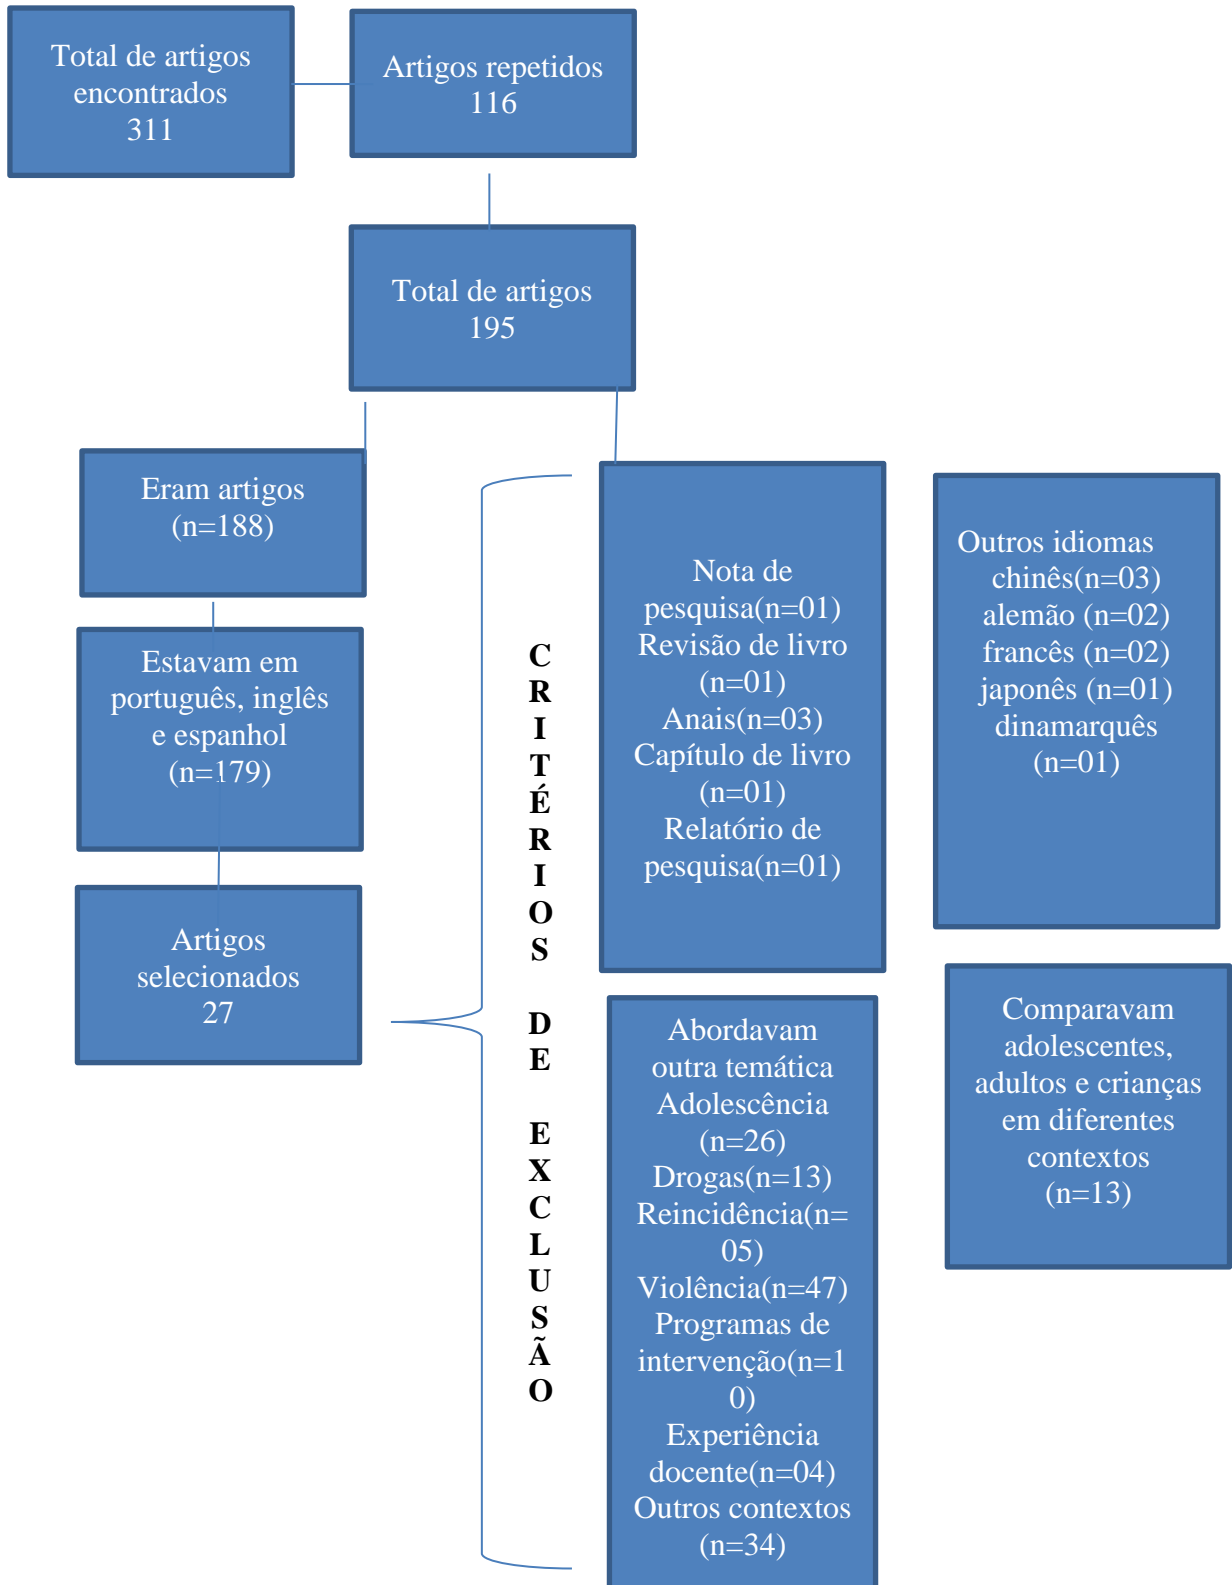 Total de artigos
encontrados
311
Artigos repetidos
116
Total de artigos
195
Eram artigos
(n=188)
Estavam em
português, inglês
e espanhol
(n=179)
Artigos
selecionados
27
C
R
I
T
É
R
I
O
S
D
E
E
X
C
L
U
S
Ã
O
Nota de
pesquisa(n=01)
Revisão de livro
(n=01)
Anais(n=03)
Capítulo de livro
(n=01)
Relatório de
pesquisa(n=01)
Outros idiomas
chinês(n=03)
alemão (n=02)
francês (n=02)
japonês (n=01)
dinamarquês
(n=01)
Abordavam
outra temática
Adolescência
(n=26)
Drogas(n=13)
Reincidência(n=
05)
Violência(n=47)
Programas de
intervenção(n=1
0)
Experiência
docente(n=04)
Outros contextos
(n=34)
Comparavam
adolescentes,
adultos e crianças
em diferentes
contextos
(n=13)